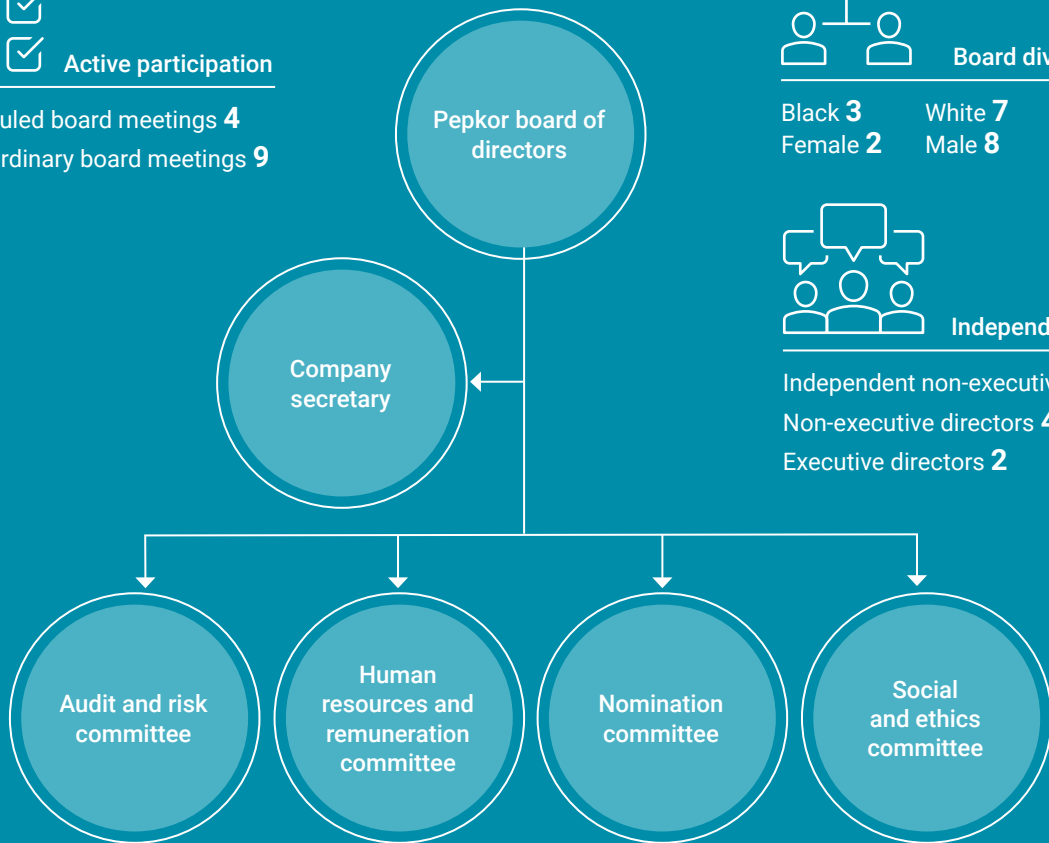 Active participation
uled board meetings 4
rdinary board meetings 9
Pepkor board of
directors
Board div
Black 3 White 7
Female 2 Male 8
Independ
Independent non-executiv
Non-executive directors 4
Executive directors 2
Company
secretary
Audit and risk
committee
Human
resources and
remuneration
committee
Nomination
committee
Social
and ethics
committee